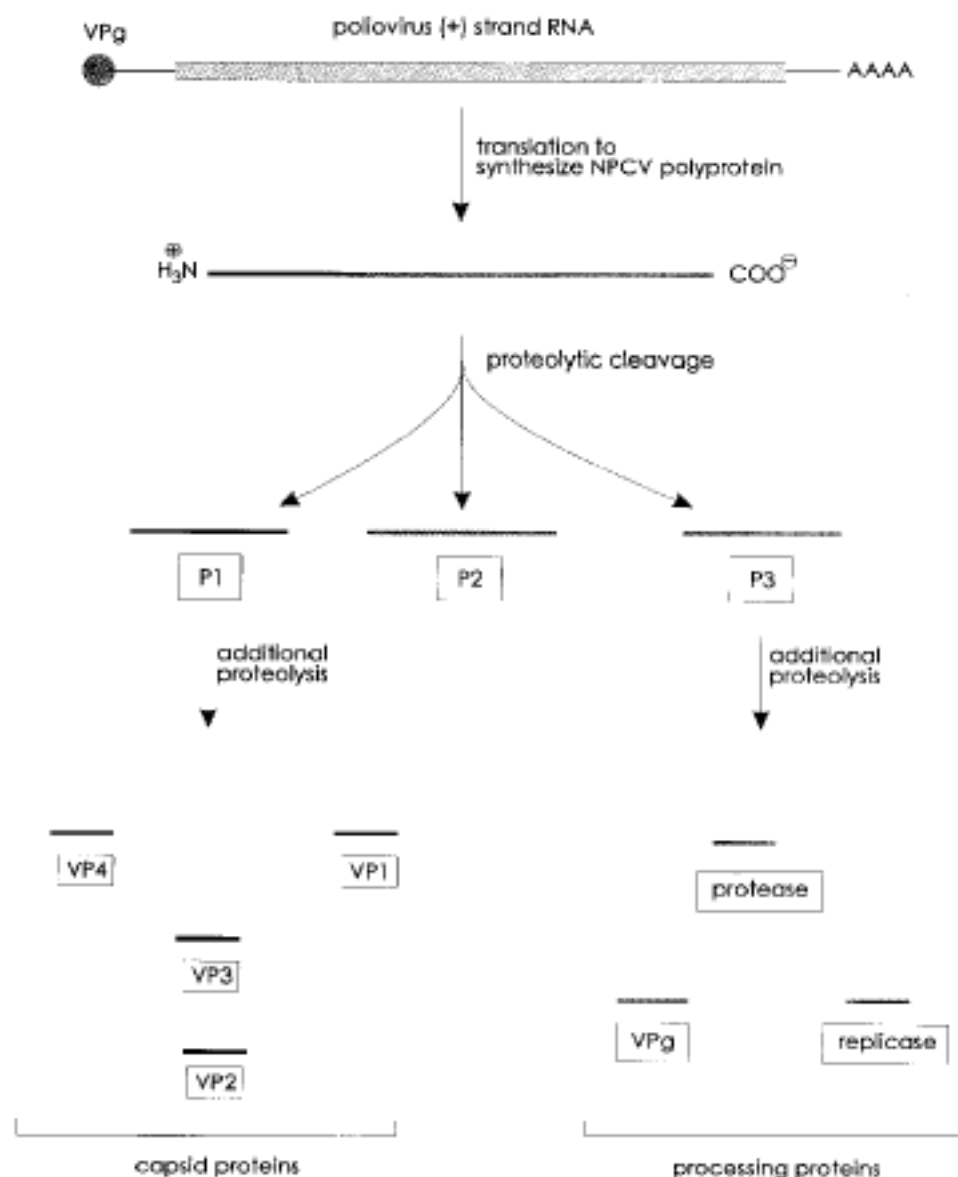 VPg
poliovirus (+) strand RNA
AAAA
translation to
synthesize NPCV polyprotein
⊕
H₃N
COO⊖
proteolytic cleavage
P1
P2
P3
additional
proteolysis
additional
proteolysis
VP4
VP1
protease
VP3
VPg
replicase
VP2
capsid proteins
processing proteins